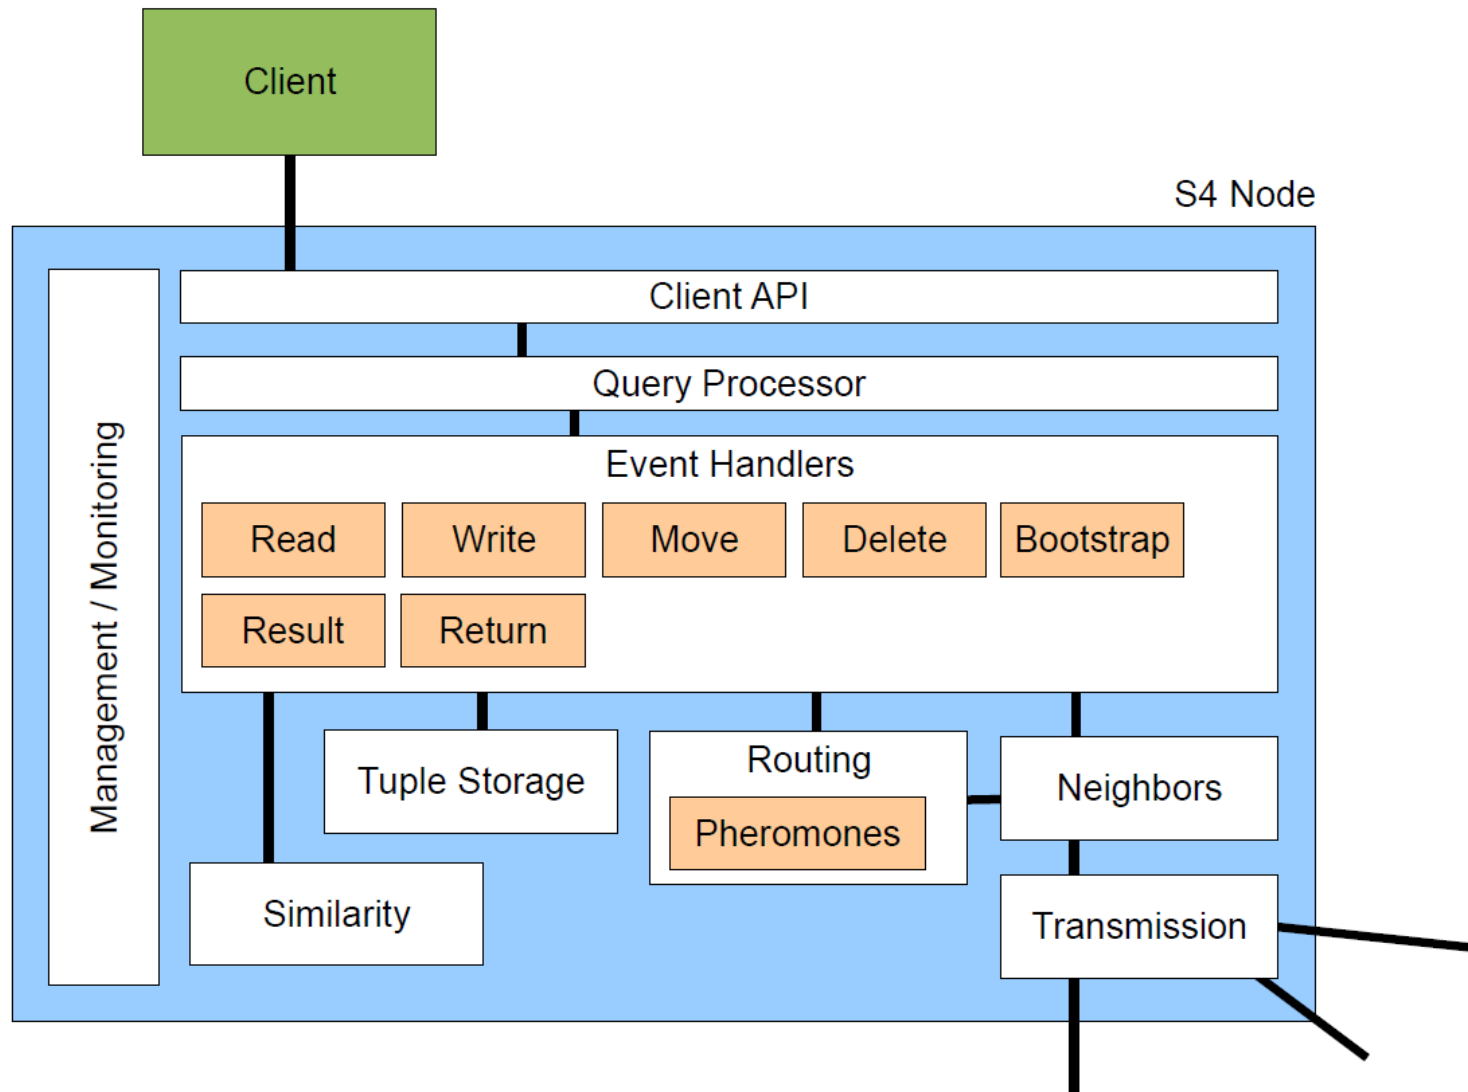 Client
S4 Node
Client API
Query Processor
Management / Monitoring
Event Handlers
Read
Write
Move
Delete
Bootstrap
Result
Return
Tuple Storage
Routing
Pheromones
Neighbors
Similarity
Transmission